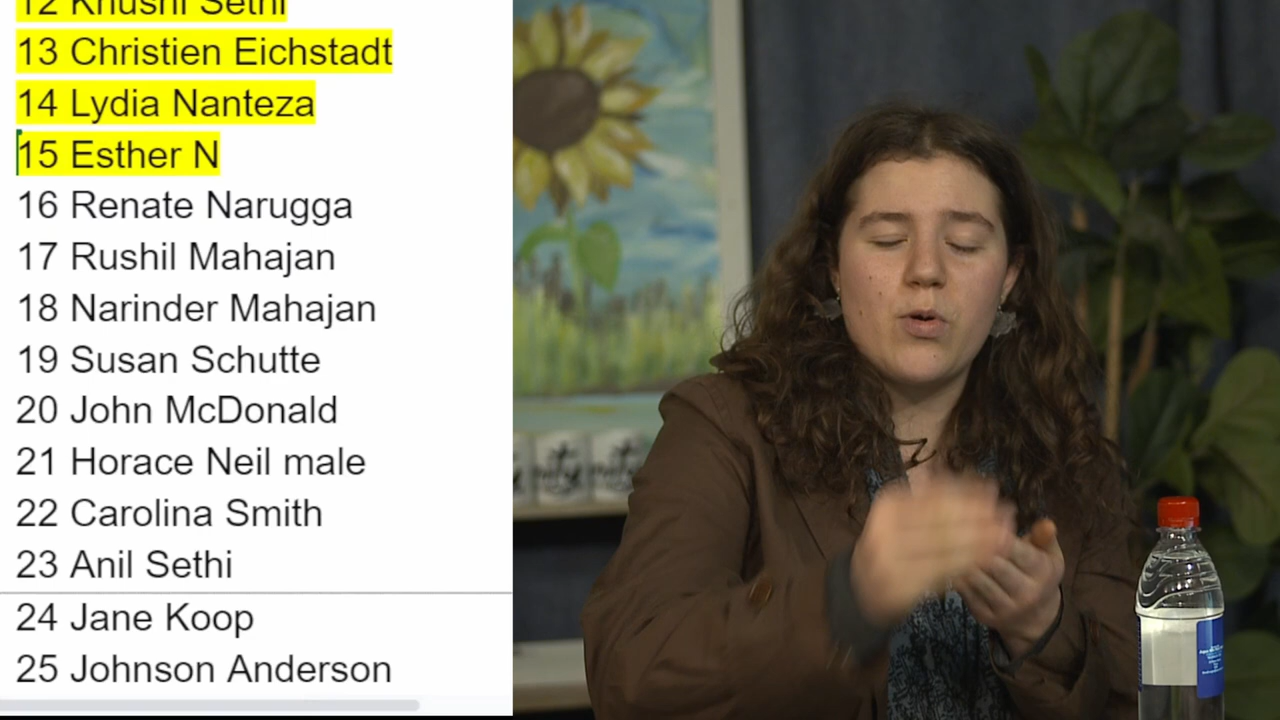 12 Khushi Sethi
13 Christien Eichstadt
14 Lydia Nanteza
15 Esther N
16 Renate Narugga
17 Rushil Mahajan
18 Narinder Mahajan
19 Susan Schutte
20 John McDonald
21 Horace Neil male
22 Carolina Smith
23 Anil Sethi
24 Jane Koop
25 Johnson Anderson